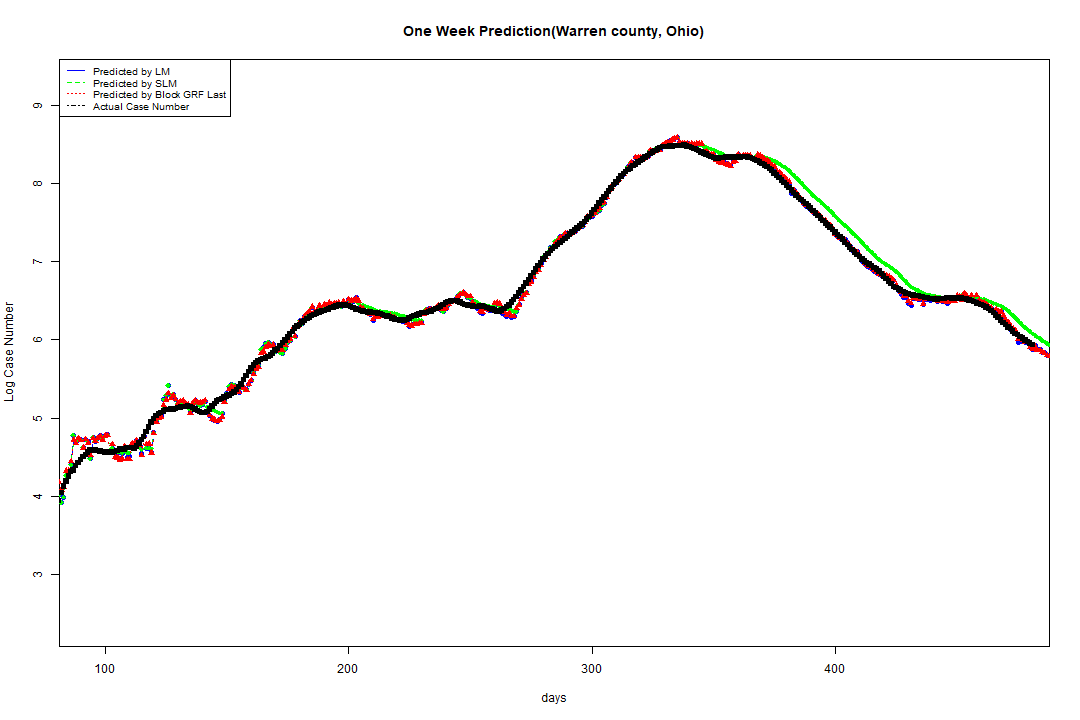 One Week Prediction(Warren county, Ohio)
Predicted by LM
Predicted by SLM
Predicted by Block GRF Last
Actual Case Number
9
8
7
6
5
4
3
Log Case Number
100 200 300 400
days